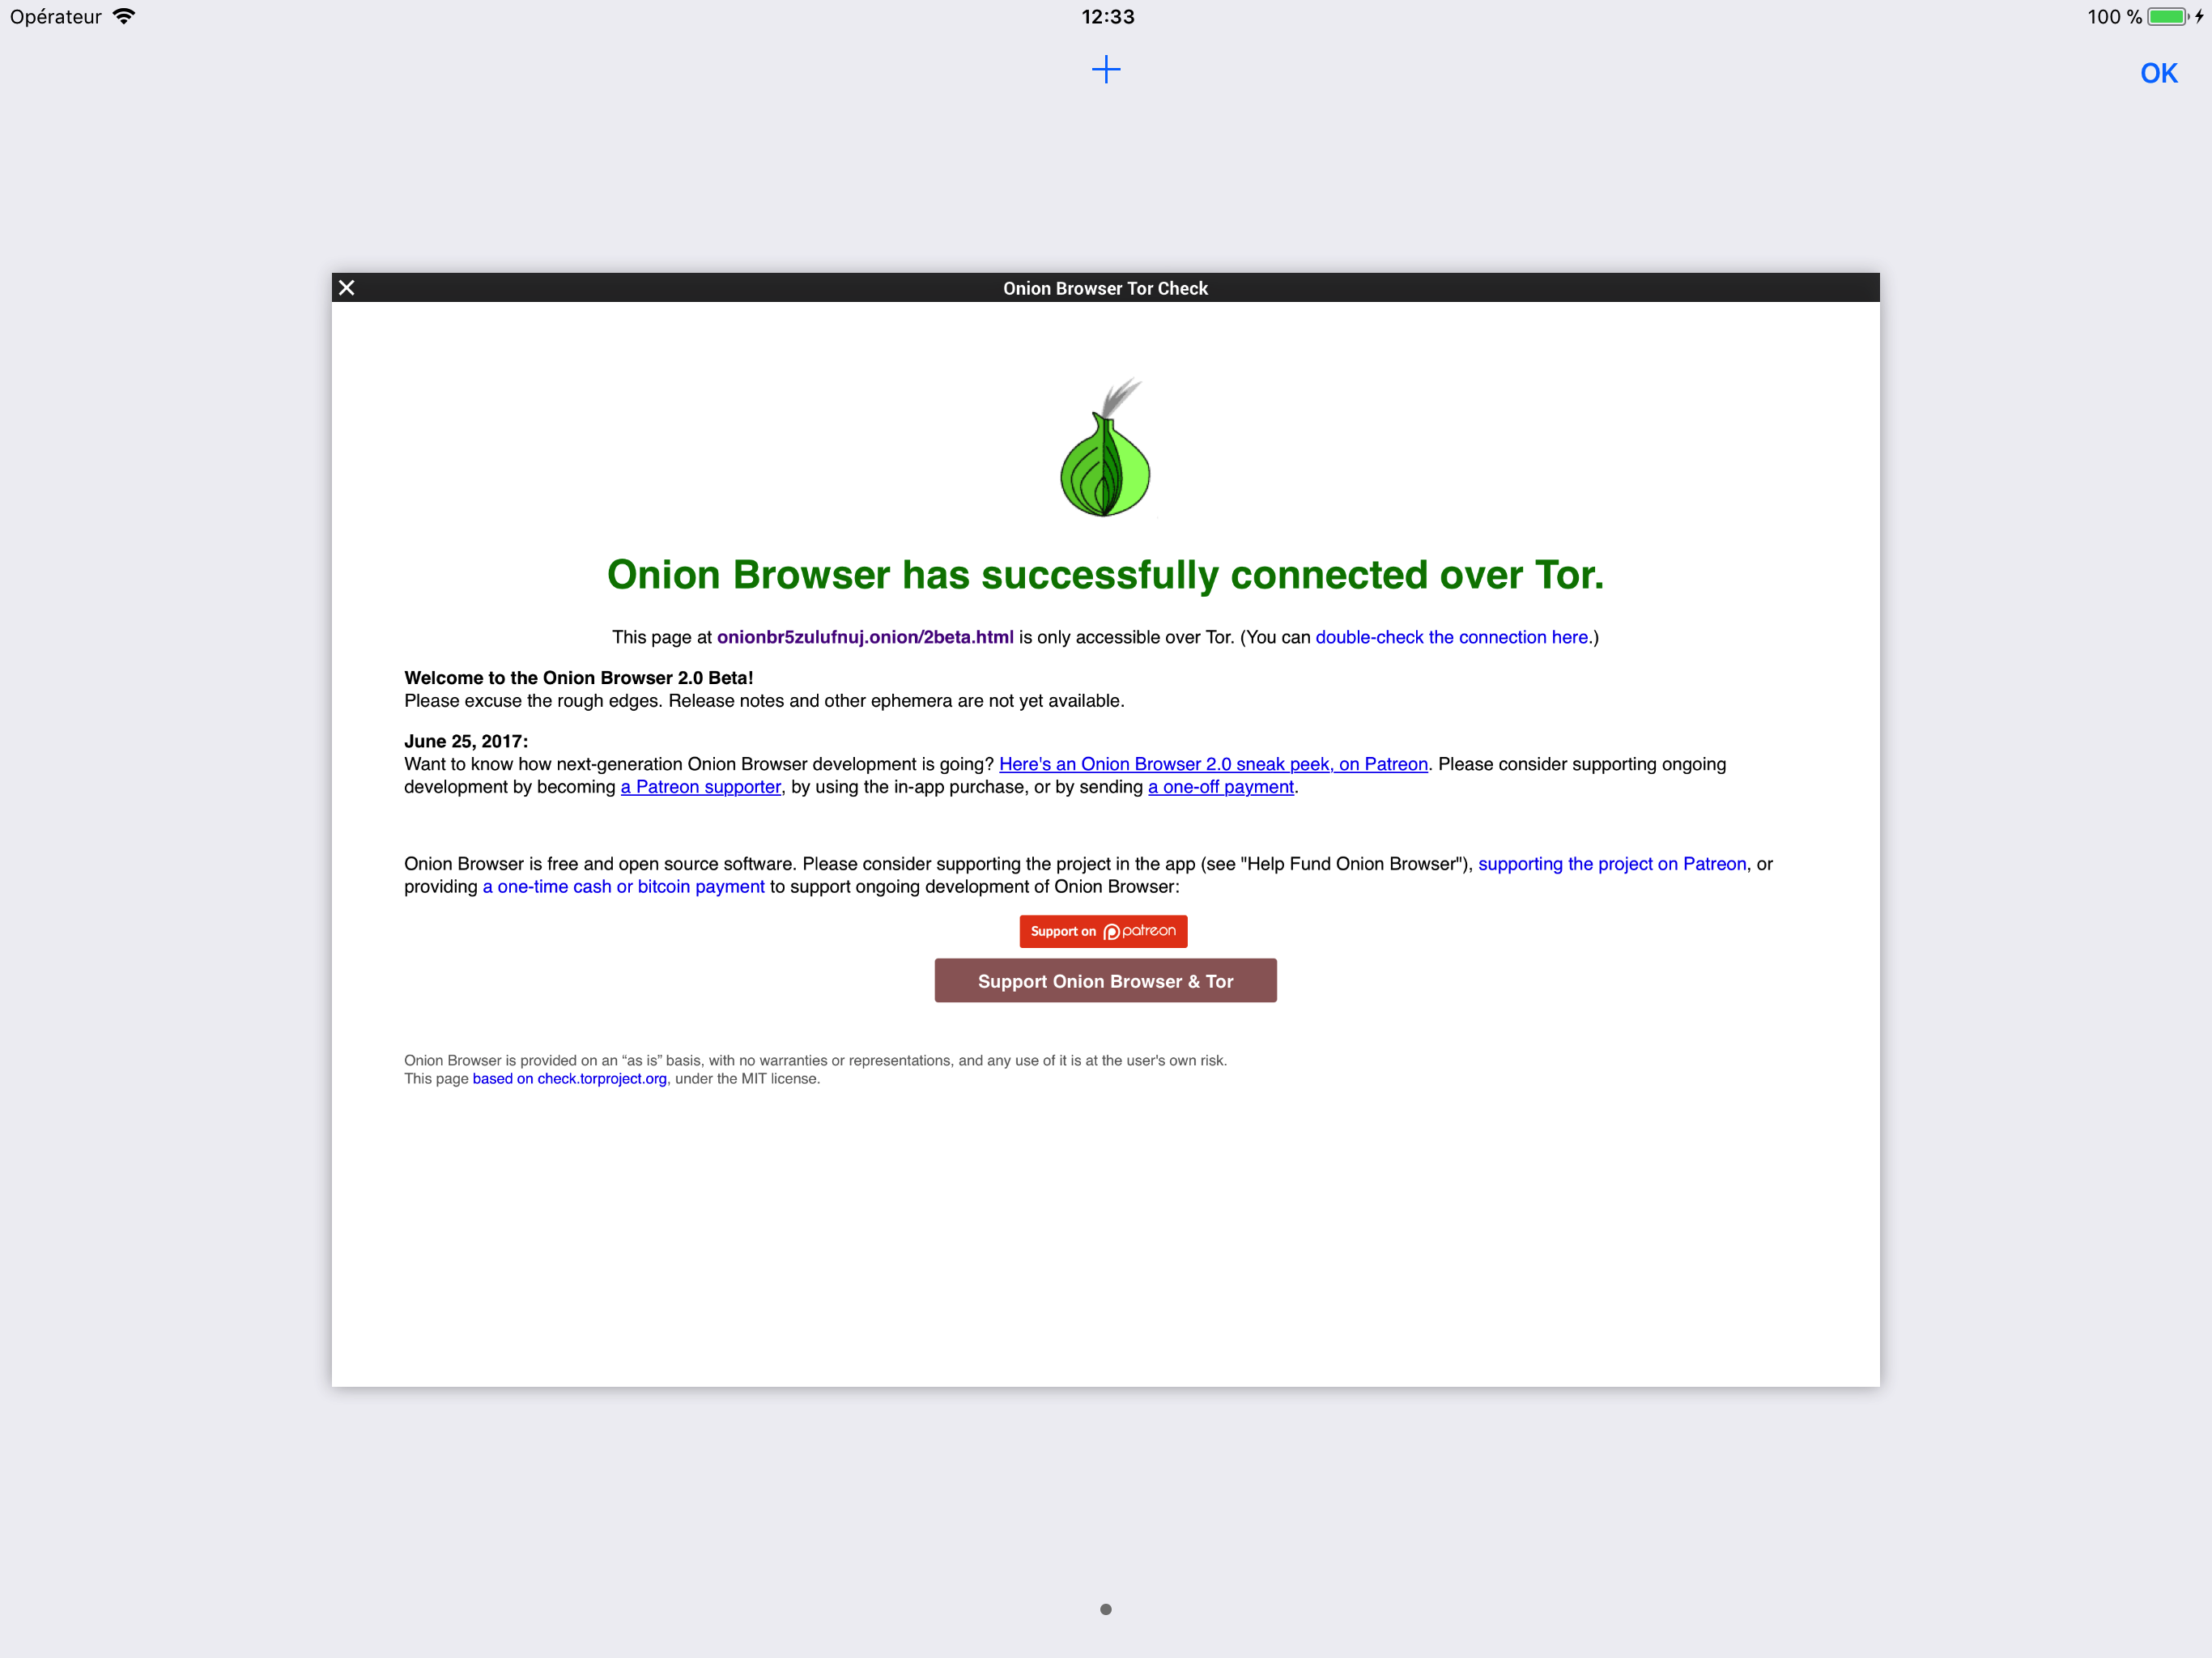 Opérateur 12:33 100 %
OK
Onion Browser Tor Check
Onion Browser has successfully connected over Tor.
This page at onionbr5zulufnuj.onion/2beta.html is only accessible over Tor. (You can double-check the connection here.)
Welcome to the Onion Browser 2.0 Beta!
Please excuse the rough edges. Release notes and other ephemera are not yet available.
June 25, 2017:
Want to know how next-generation Onion Browser development is going? Here's an Onion Browser 2.0 sneak peek, on Patreon. Please consider supporting ongoing
development by becoming a Patreon supporter, by using the in-app purchase, or by sending a one-off payment.
Onion Browser is free and open source software. Please consider supporting the project in the app (see "Help Fund Onion Browser"), supporting the project on Patreon, or
providing a one-time cash or bitcoin payment to support ongoing development of Onion Browser:
Support on patreon
Support Onion Browser & Tor
Onion Browser is provided on an “as is” basis, with no warranties or representations, and any use of it is at the user's own risk.
This page based on check.torproject.org, under the MIT license.